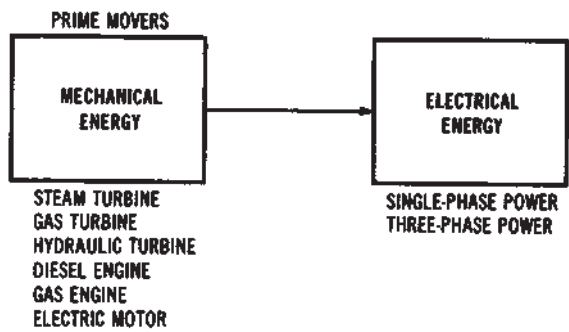 PRIME MOVERS
MECHANICAL
ENERGY
ELECTRICAL
ENERGY
STEAM TURBINE
GAS TURBINE
HYDRAULIC TURBINE
DIESEL ENGINE
GAS ENGINE
ELECTRIC MOTOR
SINGLE-PHASE POWER
THREE-PHASE POWER